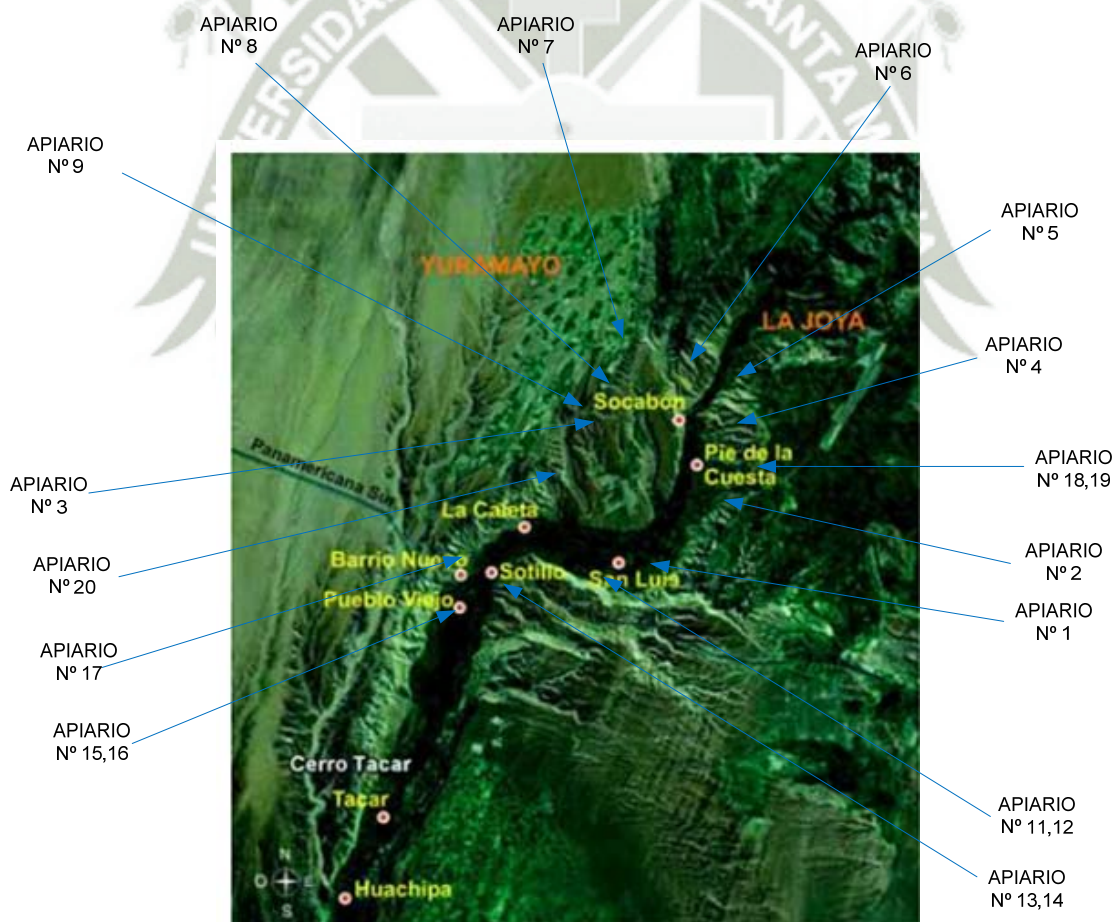 UNIVERSIDAD
SANTA MA
APIARIO
Nº 8
APIARIO
Nº 7
APIARIO
Nº 6
APIARIO
Nº 9
APIARIO
Nº 5
YURAMAYO
LA JOYA
APIARIO
Nº 4
Socabon
Pie de la
Cuesta
APIARIO
Nº 18,19
Panamericana Sur
APIARIO
Nº 3
La Caleta
APIARIO
Nº 2
Barrio Nuevo
Sotillo
San Luis
APIARIO
Nº 20
Pueblo Viejo
APIARIO
Nº 1
APIARIO
Nº 17
APIARIO
Nº 15,16
Cerro Tacar
Tacar
APIARIO
Nº 11,12
N
O
E
S
Huachipa
APIARIO
Nº 13,14